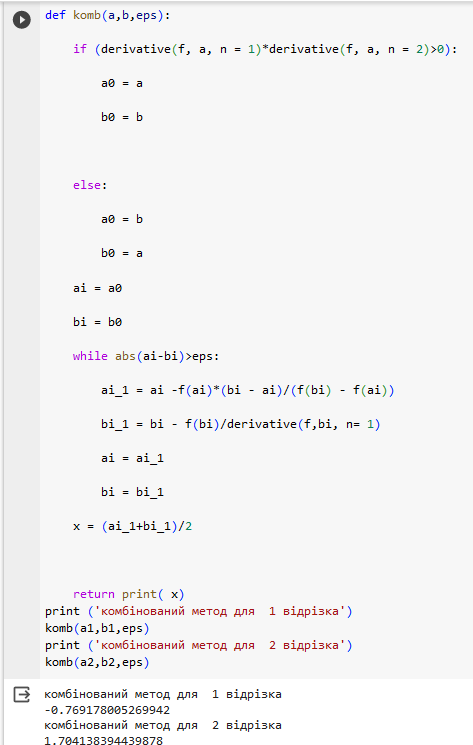 def komb(a,b,eps):
if (derivative(f, a, n = 1)*derivative(f, a, n = 2)>0):
a0 = a
b0 = b
else:
a0 = b
b0 = a
ai = a0
bi = b0
while abs(ai-bi)>eps:
ai_1 = ai -f(ai)*(bi - ai)/(f(bi) - f(ai))
bi_1 = bi - f(bi)/derivative(f,bi, n= 1)
ai = ai_1
bi = bi_1
x = (ai_1+bi_1)/2
return print( x)
print ('комбінований метод для  1 відрізка')
komb(a1,b1,eps)
print ('комбінований метод для  2 відрізка')
komb(a2,b2,eps)
комбінований метод для  1 відрізка
-0.769178005269942
комбінований метод для  2 відрізка
1.704138394439878